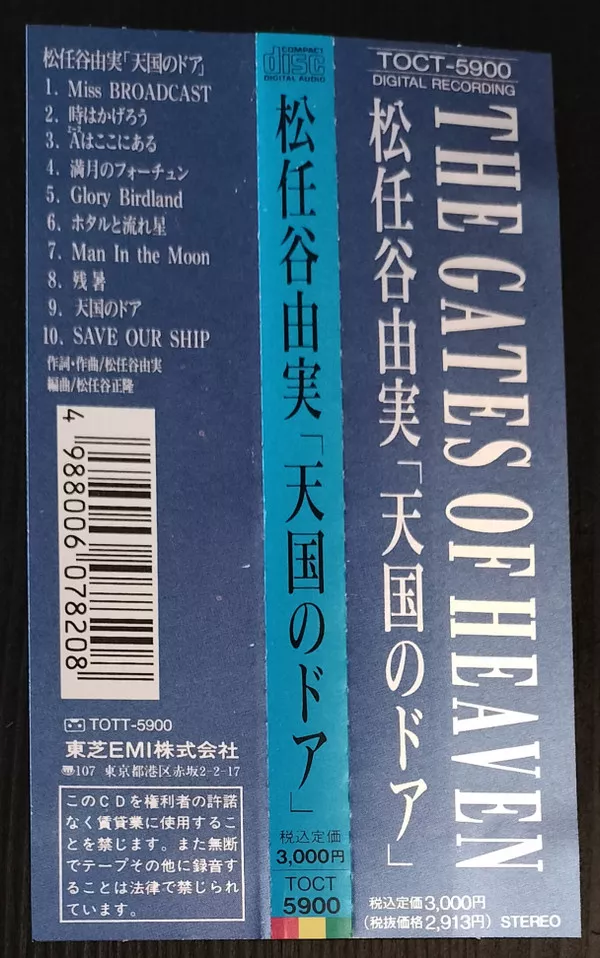 松任谷由実「天国のドア」
1. Miss BROADCAST
2. 時はかげろう
3. Aはここにある
4. 満月のフォーチュン
5. Glory Birdland
6. ホタルと流れ星
7. Man In the Moon
8. 残暑
9. 天国のドア
10. SAVE OUR SHIP
作詞・作曲/松任谷由実
編曲/松任谷正隆
4 988006 078208
TOTT-5900
東芝EMI株式会社
〠107 東京都港区赤坂2-2-17
このCDを権利者の許諾
なく賃貸業に使用するこ
とを禁じます。また無断
でテープその他に録音す
ることは法律で禁じられ
ています。
COMPACT
disc
DIGITAL AUDIO
松任谷由実「天国のドア」
税込定価
3,000円
TOCT
5900
TOCT-5900
DIGITAL RECORDING
THE GATES OF HEAVEN
松任谷由実「天国のドア」
税込定価3,000円
(税抜価格2,913円) STEREO